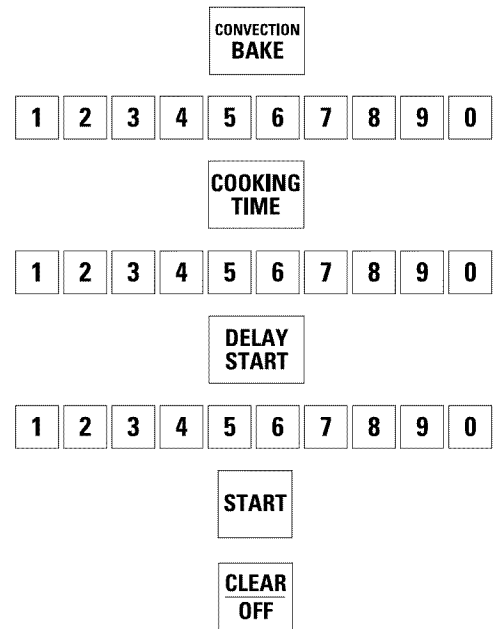 CONVECTION
BAKE
1 2 3 4 5 6 7 8 9 0
COOKING
TIME
1 2 3 4 5 6 7 8 9 0
DELAY
START
1 2 3 4 5 6 7 8 9 0
START
CLEAR
OFF